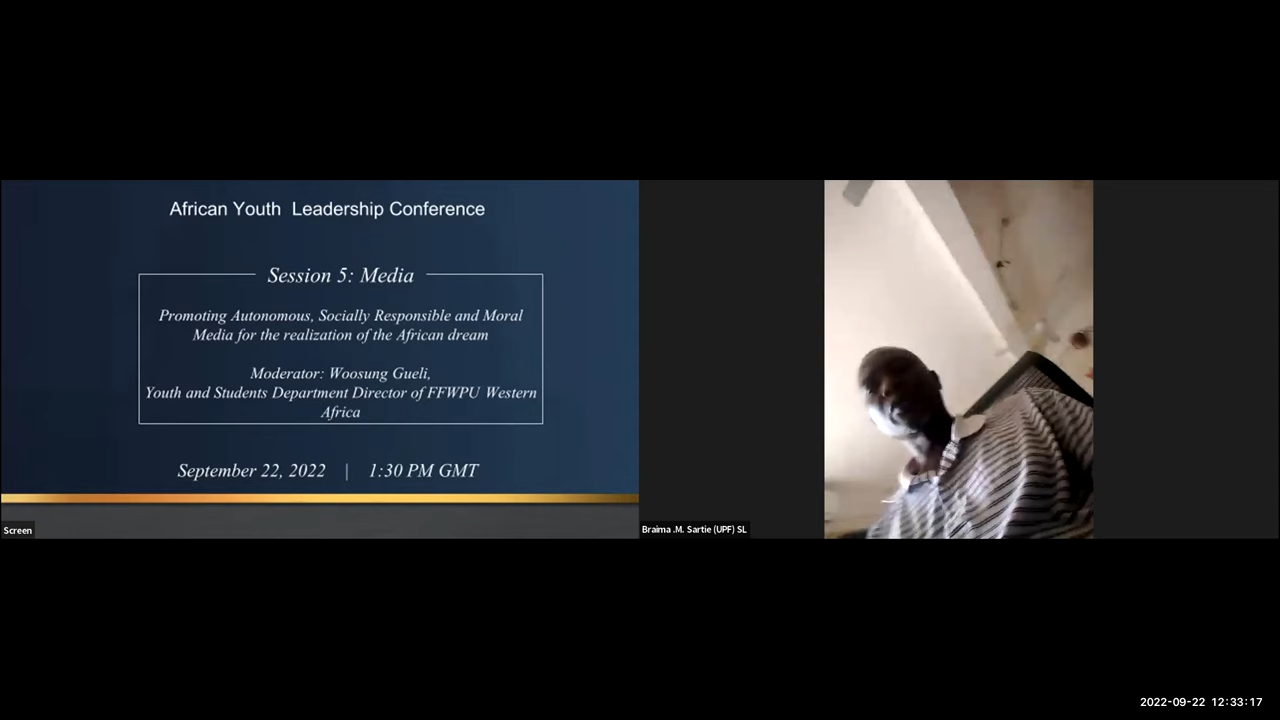 African Youth Leadership Conference
Session 5: Media
Promoting Autonomous, Socially Responsible and Moral
Media for the realization of the African dream
Moderator: Woosung Gueli,
Youth and Students Department Director of FFWPU Western
Africa
September 22, 2022 | 1:30 PM GMT
Screen
Braima .M. Sartie (UPF) SL
2022-09-22 12:33:17